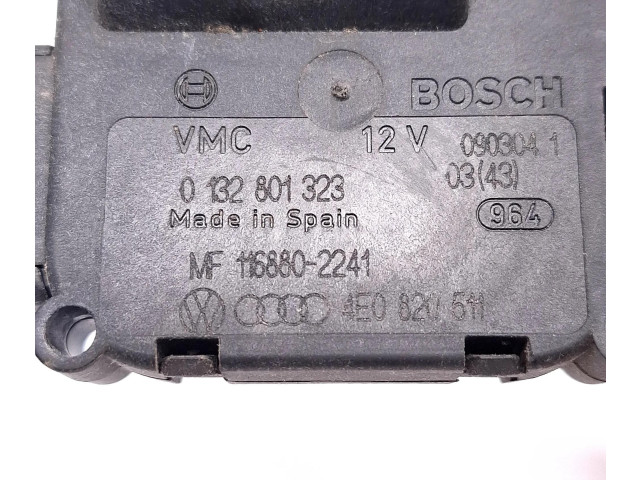 BOSCH
VMC 12 V 090304 1
0 132 801 323 03(43)
Made in Spain 964
MF 116880-2241
4E0 820 511